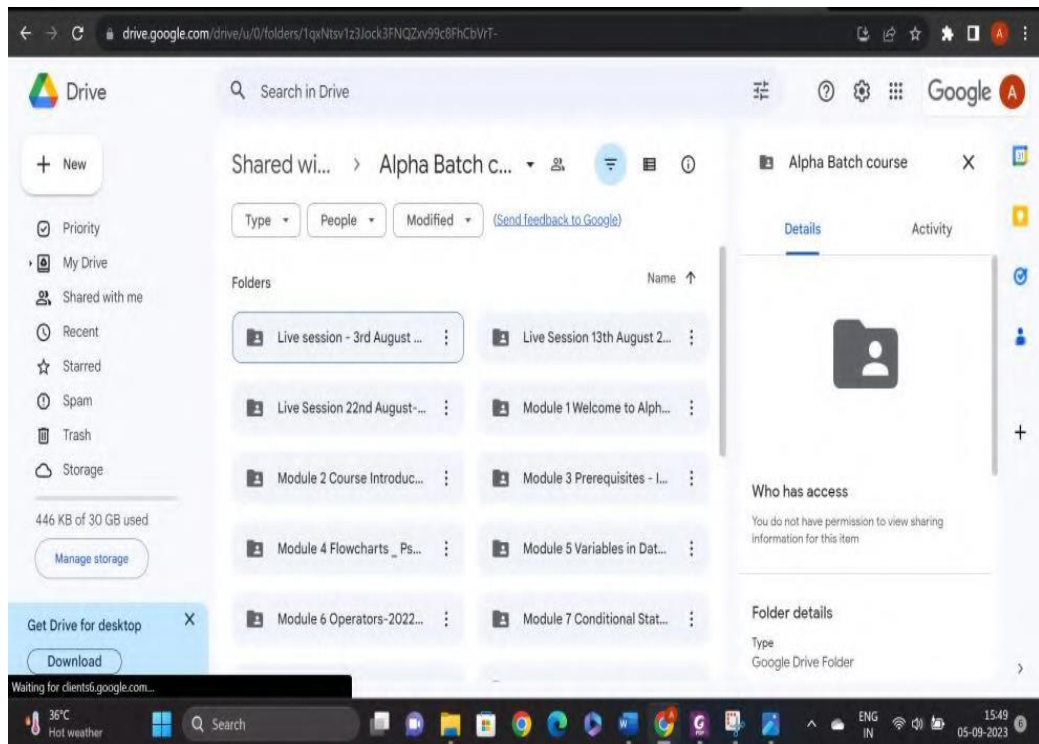 drive.google.com/drive/u/0/folders/1qxNtsv1z3Jock3FNQZxv99c8FhCbVrT-
A
Drive
Search in Drive
Google A
New
Shared wi... > Alpha Batch c...
Alpha Batch course X
Type People Modified (Send feedback to Google)
Details Activity
Priority
My Drive
Shared with me
Recent
Starred
Spam
Trash
Storage
446 KB of 30 GB used
Manage storage
Get Drive for desktop X
Download
Waiting for clients6.google.com...
Folders Name
Live session - 3rd August ... Live Session 13th August 2...
Live Session 22nd August-... Module 1 Welcome to Alph...
Module 2 Course Introduc... Module 3 Prerequisites - I...
Module 4 Flowcharts _ Ps... Module 5 Variables in Dat...
Module 6 Operators-2022... Module 7 Conditional Stat...
Who has access
You do not have permission to view sharing
information for this item
Folder details
Type
Google Drive Folder
36°C
Hot weather
Search
ENG
IN
15:49
05-09-2023